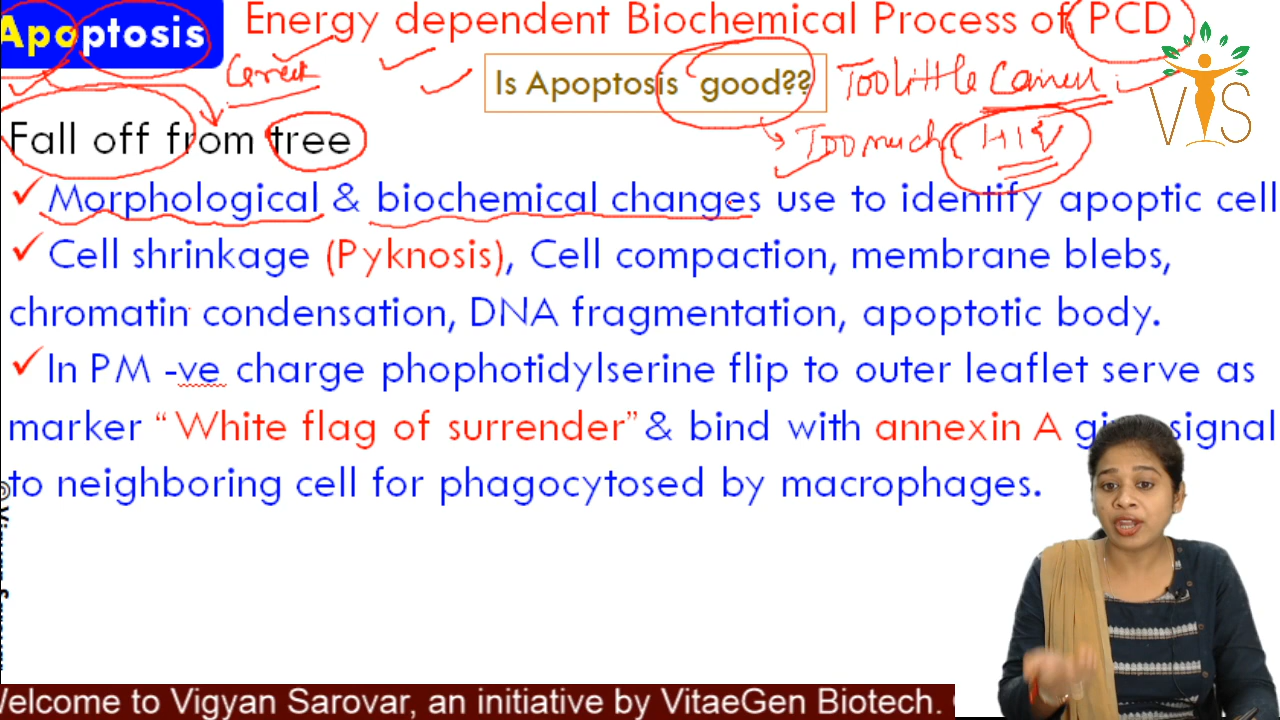 Apoptosis
Energy dependent Biochemical Process of PCD
Is Apoptosis good??
Too little Cancer
Too much HIV
VIS
Fall off from tree
✓Morphological & biochemical changes use to identify apoptic cell
✓Cell shrinkage (Pyknosis), Cell compaction, membrane blebs,
chromatin condensation, DNA fragmentation, apoptotic body.
✓In PM -ve charge phophotidylserine flip to outer leaflet serve as
marker “White flag of surrender” & bind with annexin A signal
to neighboring cell for phagocytosed by macrophages.
Welcome to Vigyan Sarovar, an initiative by VitaeGen Biotech.